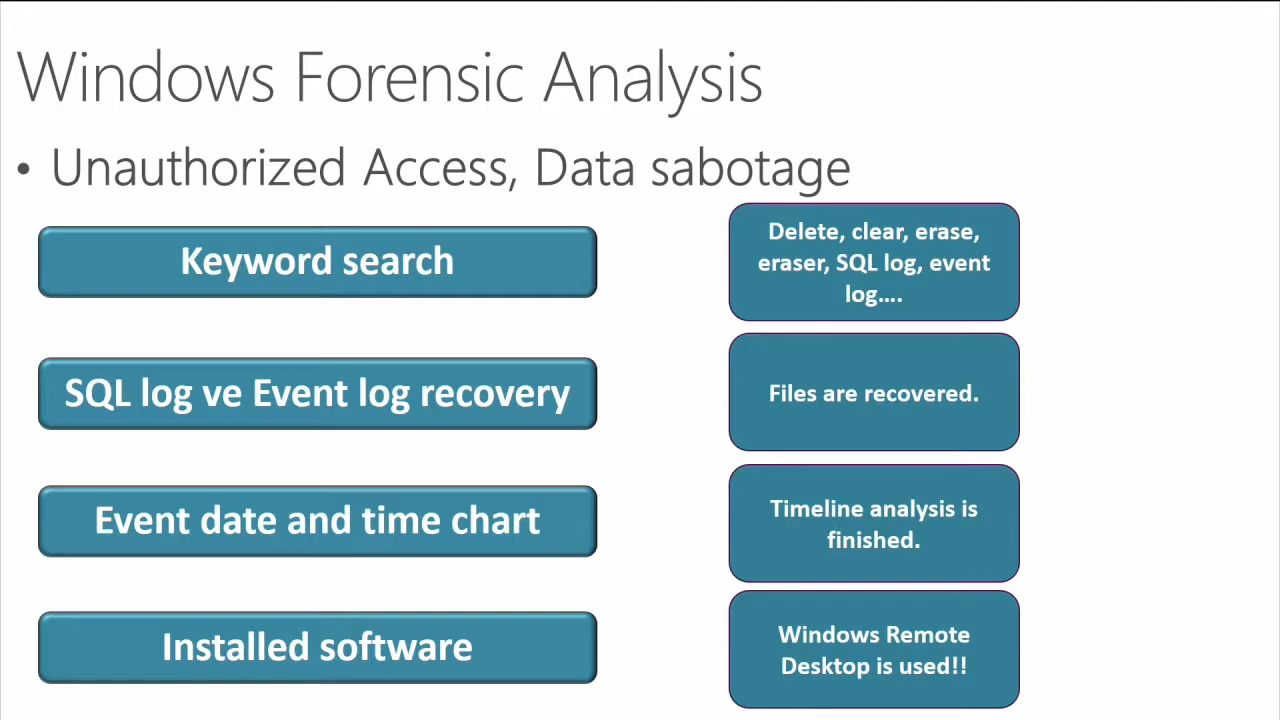 Windows Forensic Analysis
• Unauthorized Access, Data sabotage
Keyword search
Delete, clear, erase,
eraser, SQL log, event
log....
SQL log ve Event log recovery
Files are recovered.
Event date and time chart
Timeline analysis is
finished.
Installed software
Windows Remote
Desktop is used!!